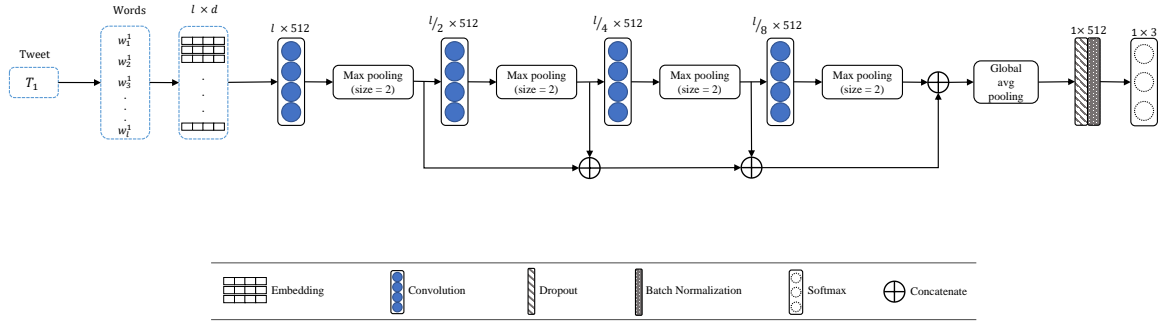 Tweet
T₁
Words
w₁¹
w₂¹
w₃¹
.
.
.
w_l¹
l × d
.
.
.
l × 512
Max pooling
(size = 2)
l/2 × 512
Max pooling
(size = 2)
l/4 × 512
Max pooling
(size = 2)
l/8 × 512
Max pooling
(size = 2)
Global
avg
pooling
1× 512
1 × 3
Embedding
Convolution
Dropout
Batch Normalization
Softmax
Concatenate